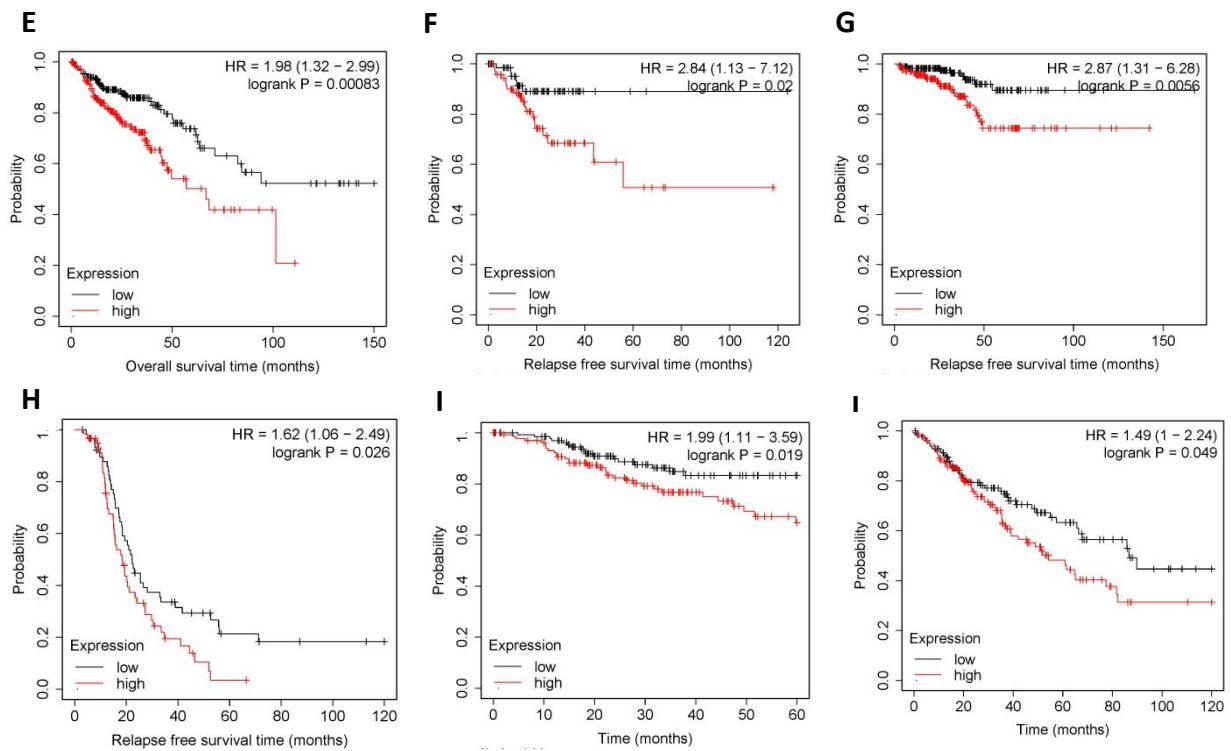 E
HR = 1.98 (1.32 − 2.99)
logrank P = 0.00083
Probability
0.0 0.2 0.4 0.6 0.8 1.0
Expression
low
high
0 50 100 150
Overall survival time (months)
F
HR = 2.84 (1.13 − 7.12)
logrank P = 0.02
Probability
0.0 0.2 0.4 0.6 0.8 1.0
Expression
low
high
0 20 40 60 80 100 120
Relapse free survival time (months)
G
HR = 2.87 (1.31 − 6.28)
logrank P = 0.0056
Probability
0.0 0.2 0.4 0.6 0.8 1.0
Expression
low
high
0 50 100 150
Relapse free survival time (months)
H
HR = 1.62 (1.06 − 2.49)
logrank P = 0.026
Probability
0.0 0.2 0.4 0.6 0.8
Expression
low
high
0 20 40 60 80 100 120
Relapse free survival time (months)
I
HR = 1.99 (1.11 − 3.59)
logrank P = 0.019
Probability
0.0 0.2 0.4 0.6 0.8
Expression
low
high
0 10 20 30 40 50 60
Time (months)
HR = 1.49 (1 − 2.24)
logrank P = 0.049
Probability
0.0 0.2 0.4 0.6 0.8
Expression
low
high
0 20 40 60 80 100 120
Time (months)